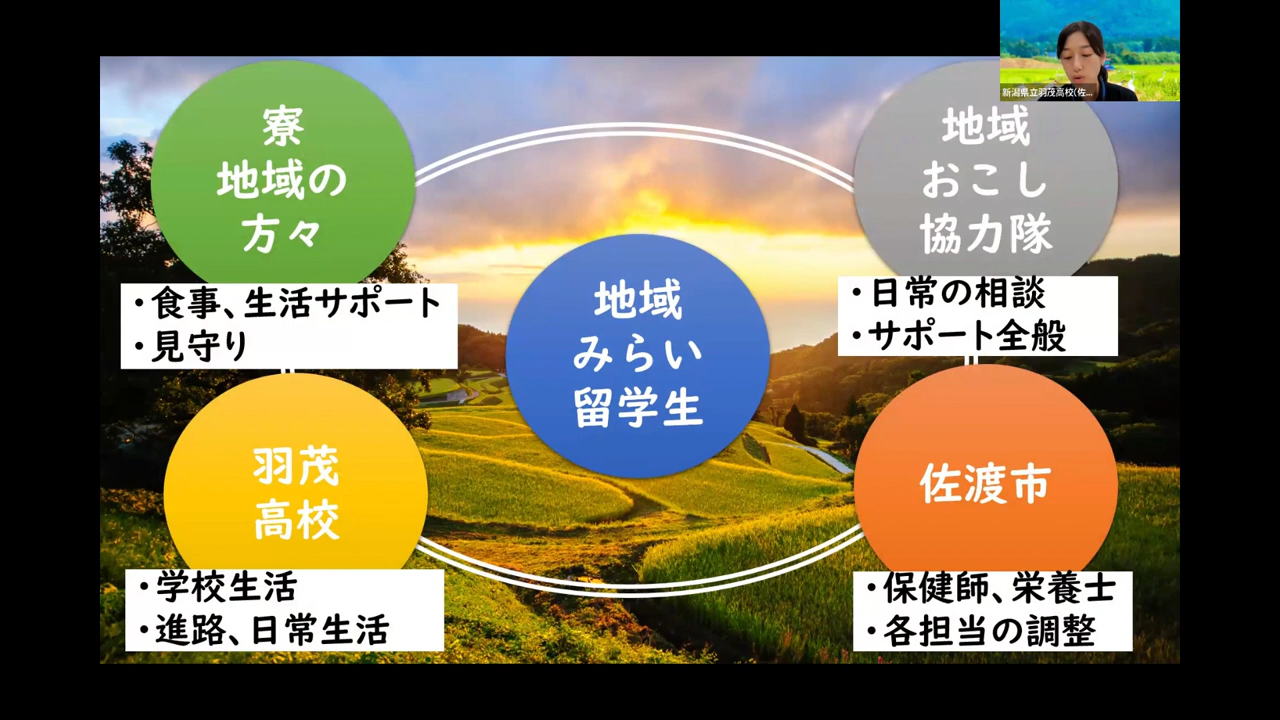 新潟県立羽茂高校(佐...
寮
地域の
方々
・食事、生活サポート
・見守り
地域
おこし
協力隊
・日常の相談
・サポート全般
地域
みらい
留学生
羽茂
高校
・学校生活
・進路、日常生活
佐渡市
・保健師、栄養士
・各担当の調整